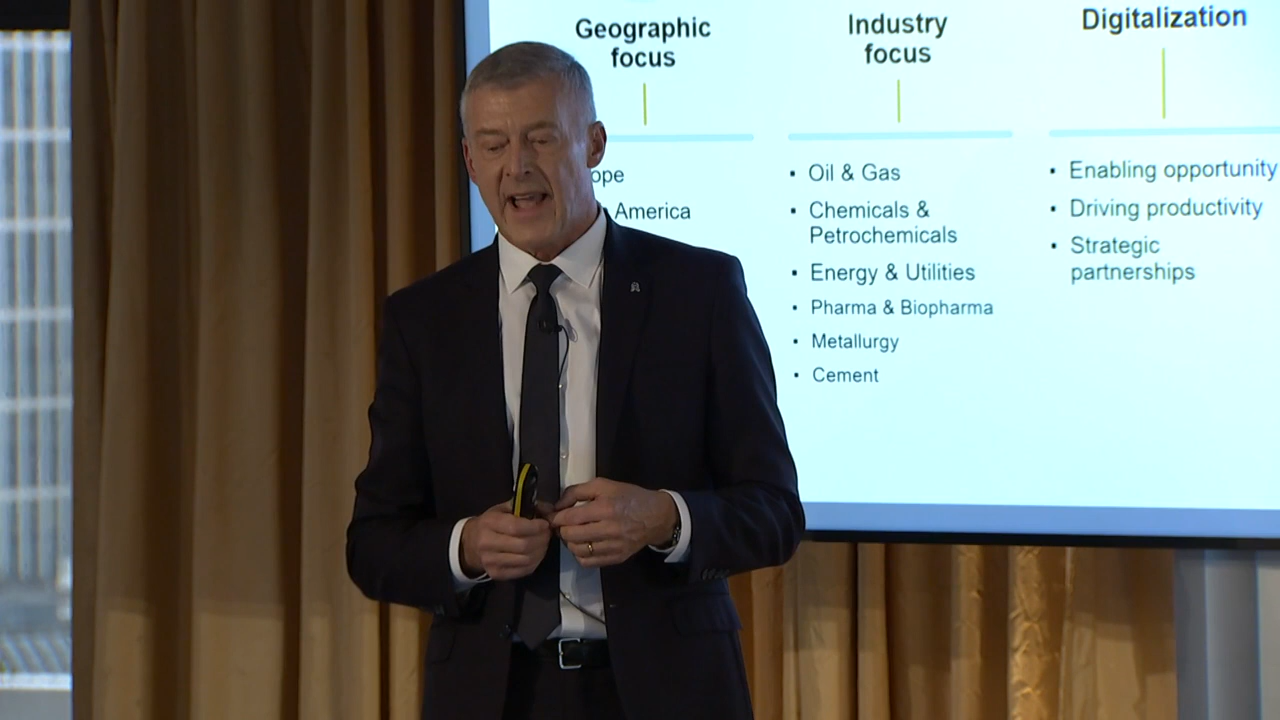 Geographic
focus
ope
America
Industry
focus
• Oil & Gas
• Chemicals &
Petrochemicals
• Energy & Utilities
• Pharma & Biopharma
• Metallurgy
• Cement
Digitalization
• Enabling opportunity
• Driving productivity
• Strategic
partnerships